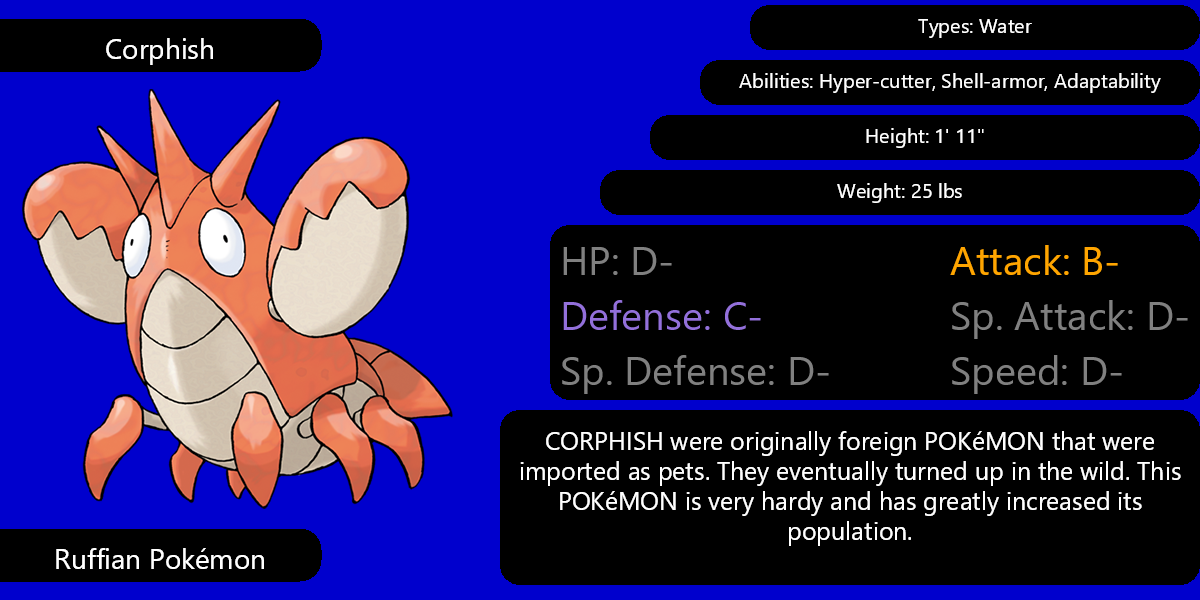 Corphish
Types: Water
Abilities: Hyper-cutter, Shell-armor, Adaptability
Height: 1' 11"
Weight: 25 lbs
HP: D-
Attack: B-
Defense: C-
Sp. Attack: D-
Sp. Defense: D-
Speed: D-
CORPHISH were originally foreign POKéMON that were
imported as pets. They eventually turned up in the wild. This
POKéMON is very hardy and has greatly increased its
population.
Ruffian Pokémon